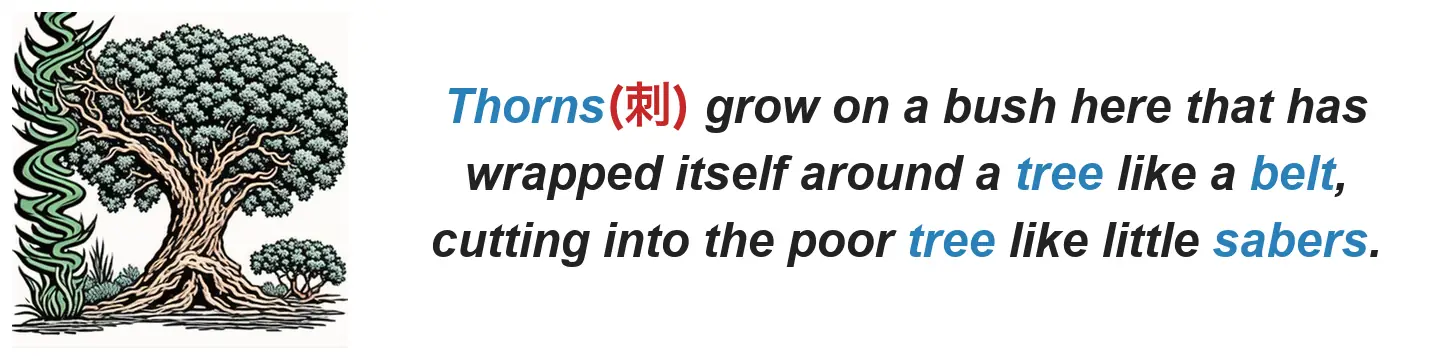 Thorns(刺) grow on a bush here that has
wrapped itself around a tree like a belt,
cutting into the poor tree like little sabers.